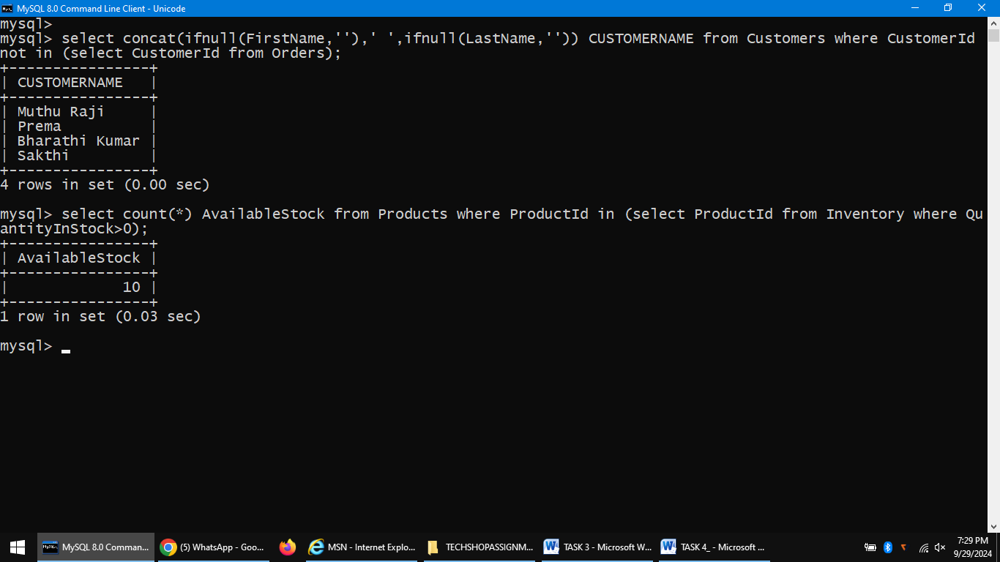 MySQL 8.0 Command Line Client - Unicode
mysql>
mysql> select concat(ifnull(FirstName,''),' ',ifnull(LastName,'')) CUSTOMERNAME from Customers where CustomerId
not in (select CustomerId from Orders);
+----------------+
| CUSTOMERNAME   |
+----------------+
| Muthu Raji     |
| Prema          |
| Bharathi Kumar |
| Sakthi         |
+----------------+
4 rows in set (0.00 sec)
mysql> select count(*) AvailableStock from Products where ProductId in (select ProductId from Inventory where Qu
antityInStock>0);
+----------------+
| AvailableStock |
+----------------+
|             10 |
+----------------+
1 row in set (0.03 sec)
mysql>
MySQL 8.0 Comman...
(5) WhatsApp - Goo...
MSN - Internet Explo...
TECHSHOPASSIGNM...
TASK 3 - Microsoft W...
TASK 4_ - Microsoft ...
7:29 PM
9/29/2024